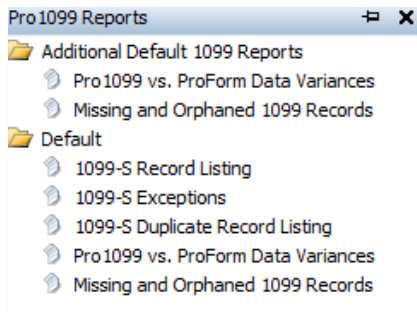 Pro1099 Reports
Additional Default 1099 Reports
Pro1099 vs. ProForm Data Variances
Missing and Orphaned 1099 Records
Default
1099-S Record Listing
1099-S Exceptions
1099-S Duplicate Record Listing
Pro1099 vs. ProForm Data Variances
Missing and Orphaned 1099 Records